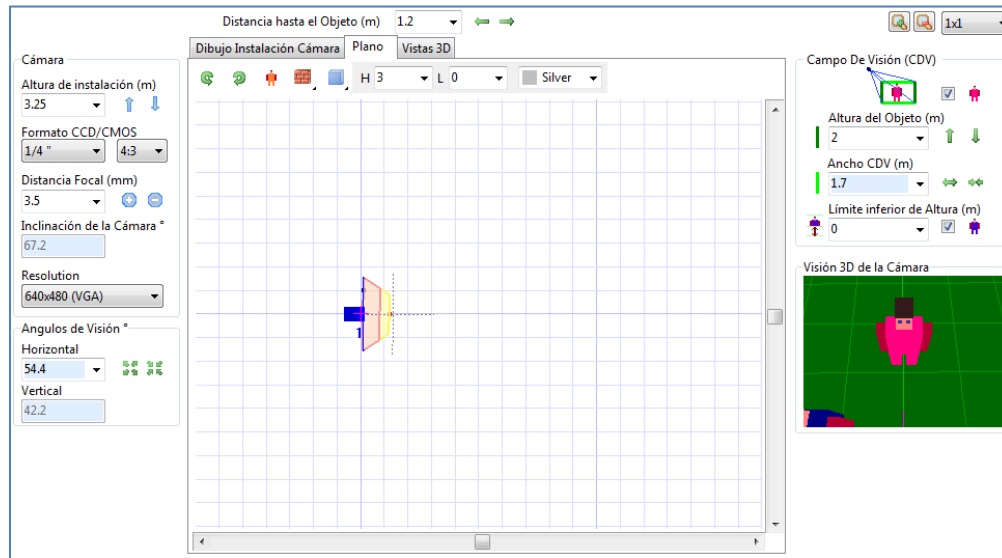 Distancia hasta el Objeto (m) 1.2
1x1
Dibujo Instalación Cámara Plano Vistas 3D
H 3 L 0 Silver
Cámara
Altura de instalación (m)
3.25
Formato CCD/CMOS
1/4 " 4:3
Distancia Focal (mm)
3.5
Inclinación de la Cámara °
67.2
Resolution
640x480 (VGA)
Angulos de Visión °
Horizontal
54.4
Vertical
42.2
1
Campo De Visión (CDV)
Altura del Objeto (m)
2
Ancho CDV (m)
1.7
Límite inferior de Altura (m)
0
Visión 3D de la Cámara